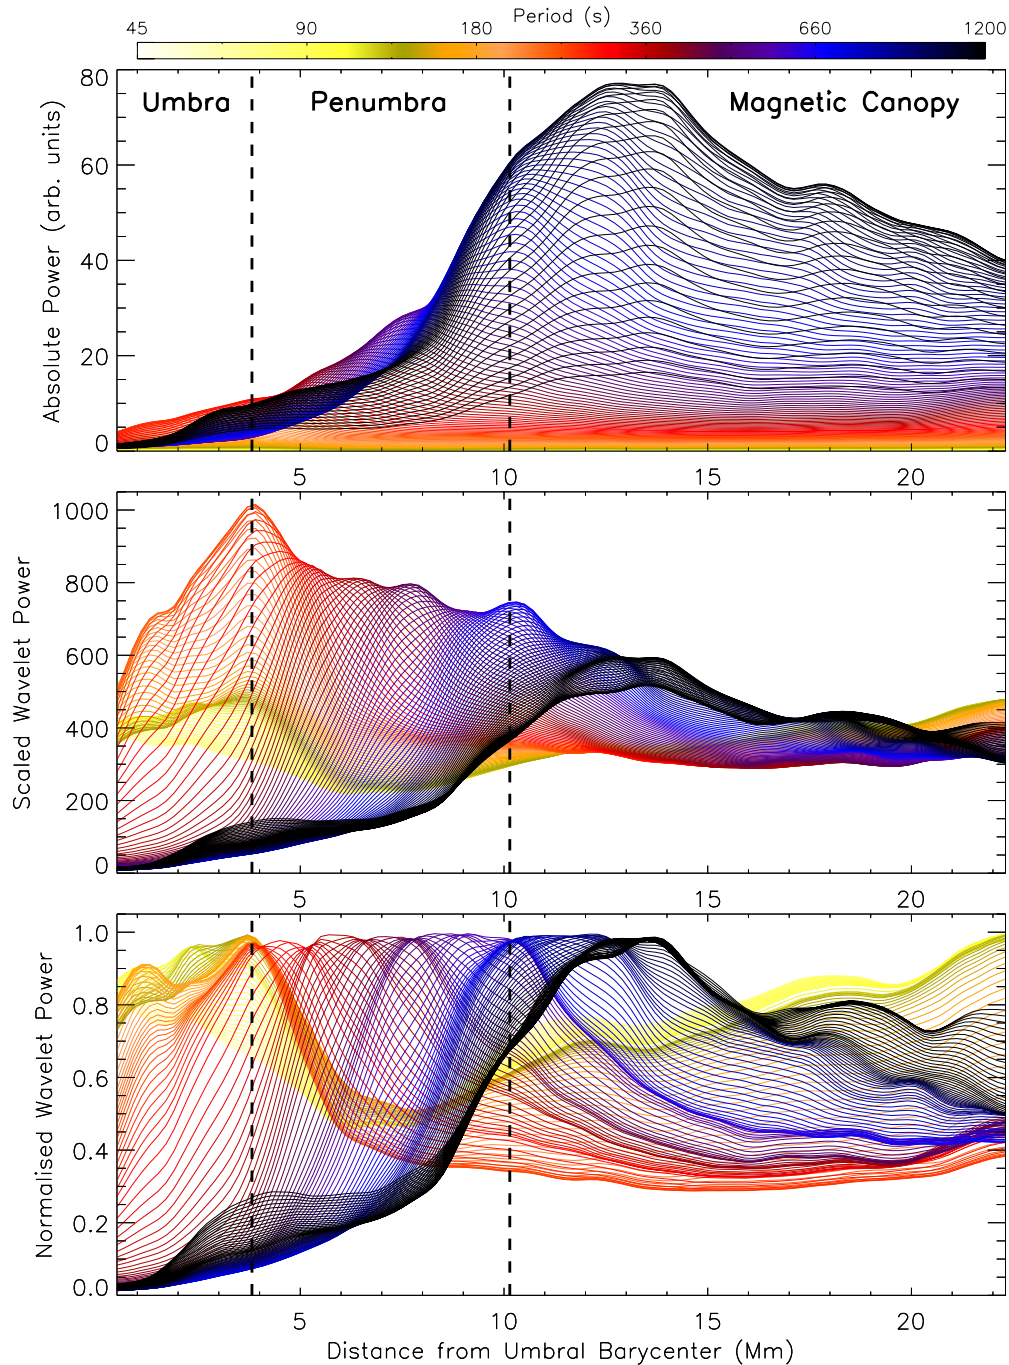 Period (s)
45 90 180 360 660 1200
Umbra Penumbra Magnetic Canopy
Absolute Power (arb. units)
80
60
40
20
0
5 10 15 20
Scaled Wavelet Power
1000
800
600
400
200
0
5 10 15 20
Normalised Wavelet Power
1.0
0.8
0.6
0.4
0.2
0.0
5 10 15 20
Distance from Umbral Barycenter (Mm)